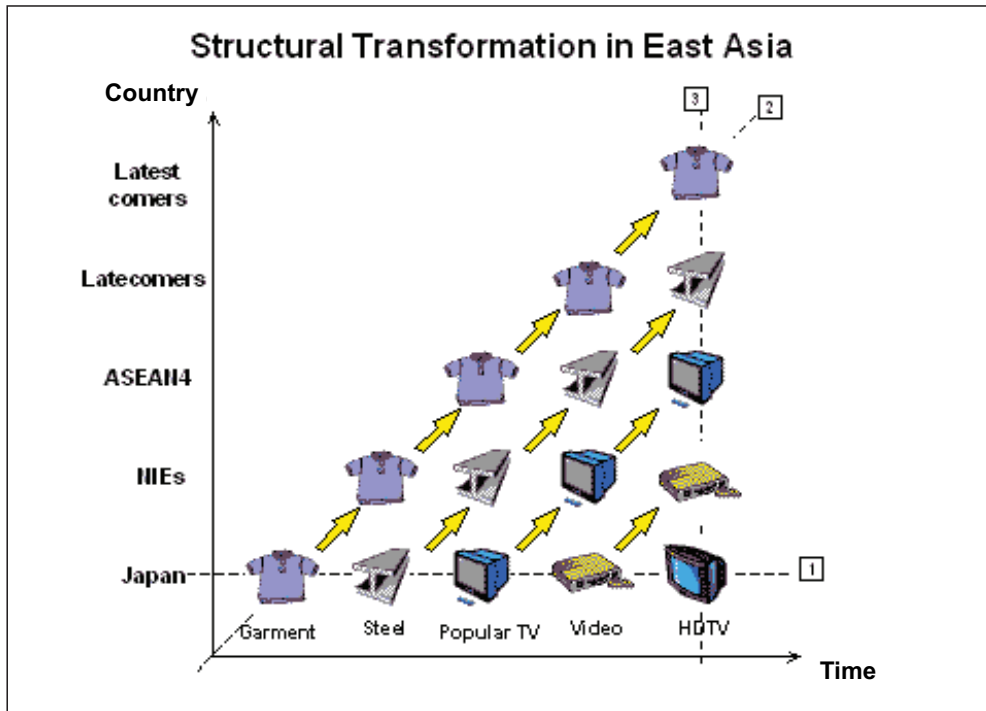 Structural Transformation in East Asia
Country
3
2
Latest
comers
Latecomers
ASEAN4
NIEs
Japan
1
Garment
Steel
Popular TV
Video
HDTV
Time